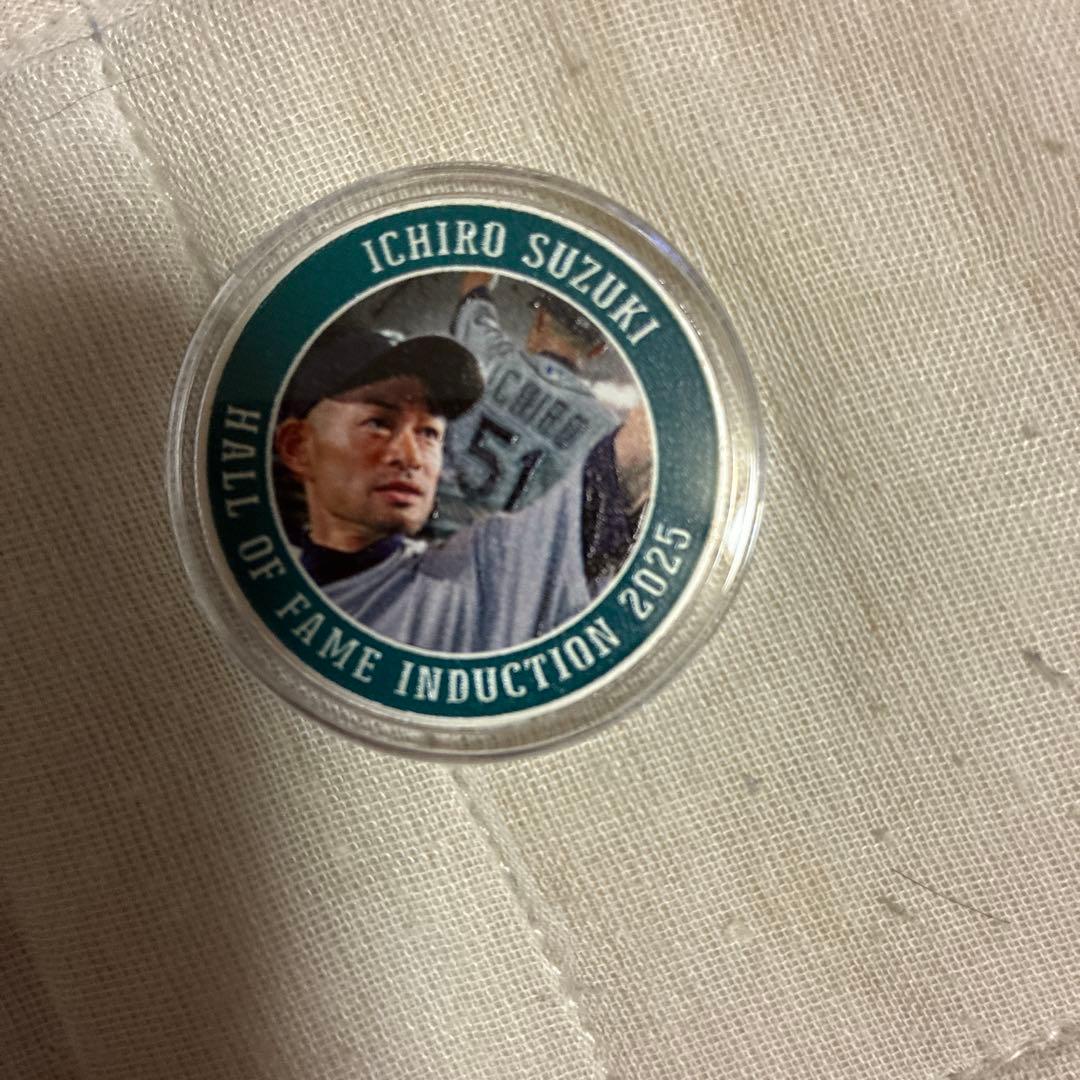 ICHIRO SUZUKI
ICHIRO
51
HALL OF FAME INDUCTION 2025